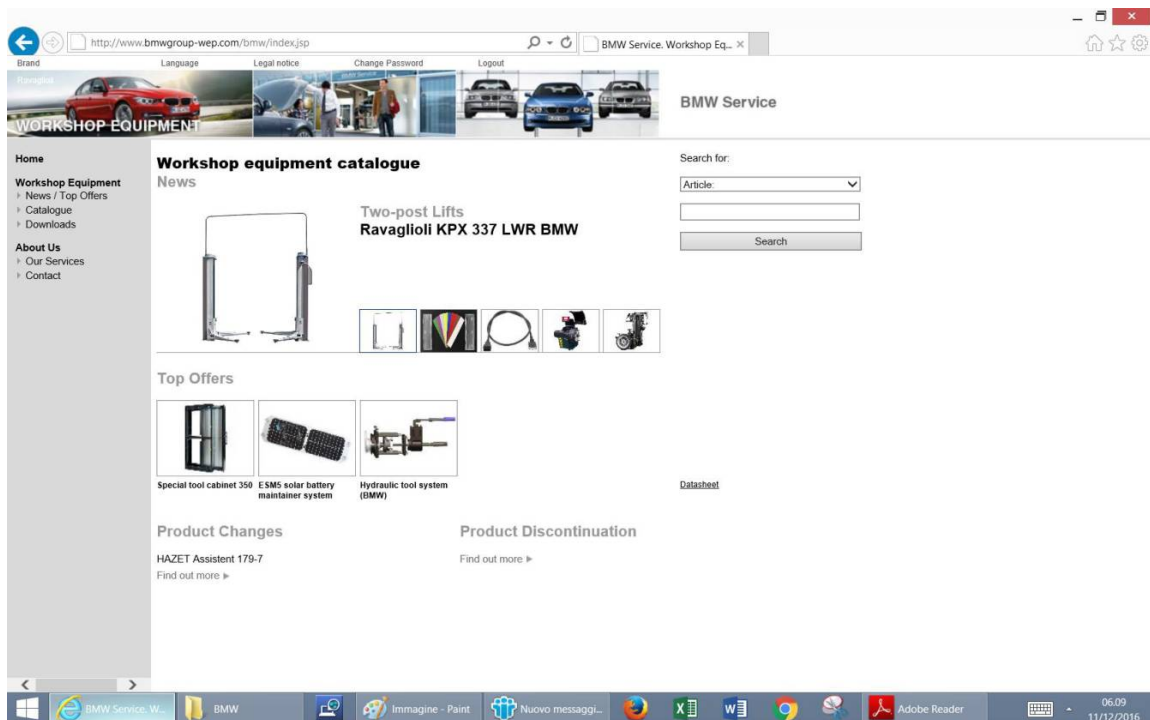 http://www.bmwgroup-wep.com/bmw/index.jsp
BMW Service. Workshop Eq...
Brand
Language
Legal notice
Change Password
Logout
Ravaglioli
WORKSHOP EQUIPMENT
BMW Service
Home
Workshop Equipment
News / Top Offers
Catalogue
Downloads
About Us
Our Services
Contact
Workshop equipment catalogue
News
Two-post Lifts
Ravaglioli KPX 337 LWR BMW
Search for:
Article:
Search
Top Offers
Special tool cabinet 350
ESM5 solar battery
maintainer system
Hydraulic tool system
(BMW)
Datasheet
Product Changes
HAZET Assistent 179-7
Find out more
Product Discontinuation
Find out more
BMW Service. W...
BMW
Immagine - Paint
Nuovo messaggi...
Adobe Reader
06.09
11/12/2016